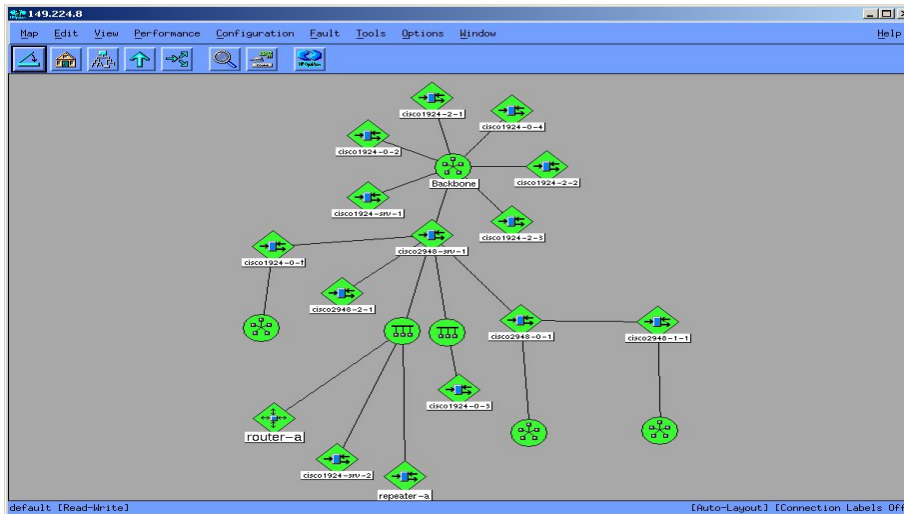 149.224.8
Map Edit View Performance Configuration Fault Tools Options Window Help
cisco1924-2-1
cisco1924-0-4
cisco1924-0-2
cisco1924-2-2
Backbone
cisco1924-srv-1
cisco1924-2-3
cisco2948-srv-1
cisco1924-0-1
cisco2948-2-1
cisco2948-0-1
cisco2948-1-1
cisco1924-0-3
router-a
cisco1924-srv-2
repeater-a
default [Read-Write] [Auto-Layout] [Connection Labels Off